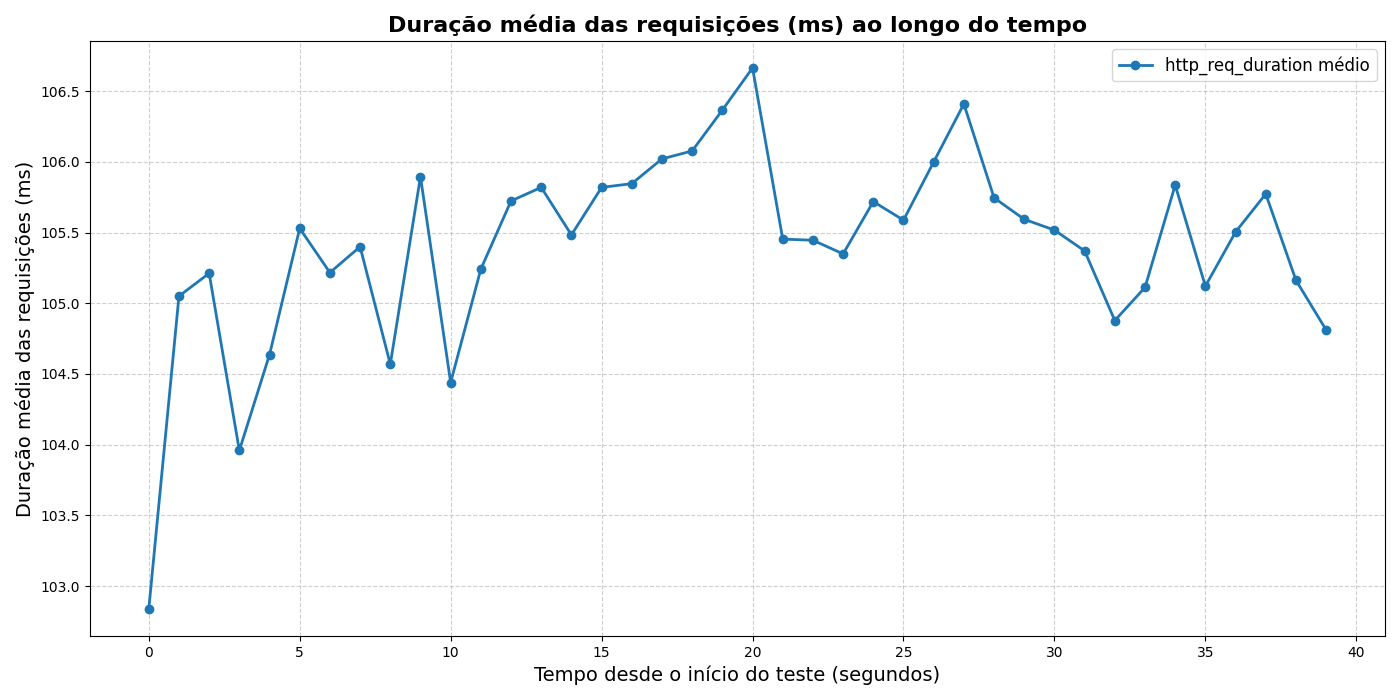 Duração média das requisições (ms) ao longo do tempo
http_req_duration médio
Duração média das requisições (ms)
106.5
106.0
105.5
105.0
104.5
104.0
103.5
103.0
0 5 10 15 20 25 30 35 40
Tempo desde o início do teste (segundos)